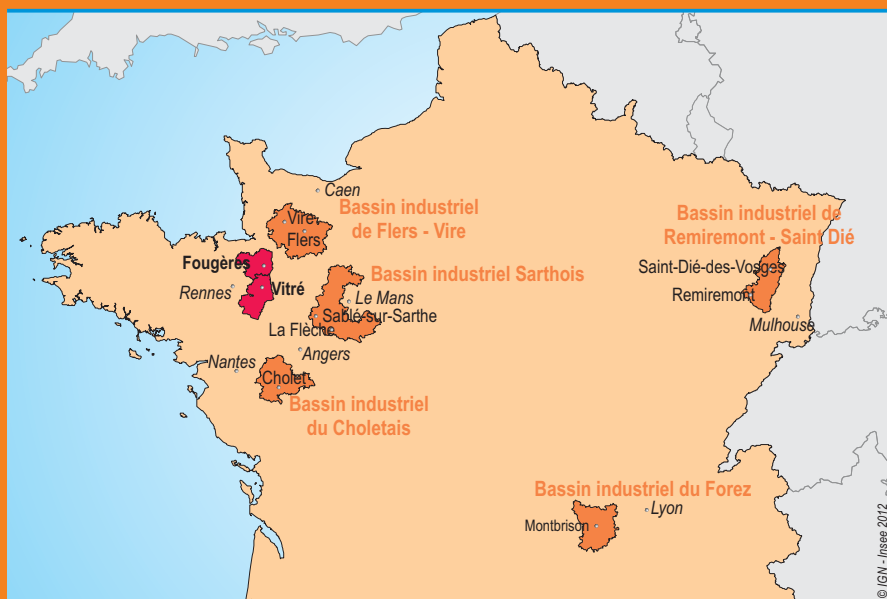 Caen
Bassin industriel
de Flers - Vire
Vire
Flers
Bassin industriel de
Remiremont - Saint Dié
Fougères
Bassin industriel Sarthois
Saint-Dié-des-Vosges
Rennes
Vitré
Le Mans
Remiremont
Sablé-sur-Sarthe
La Flèche
Mulhouse
Angers
Nantes
Cholet
Bassin industriel
du Choletais
Bassin industriel du Forez
Lyon
Montbrison
© IGN - Insee 2012